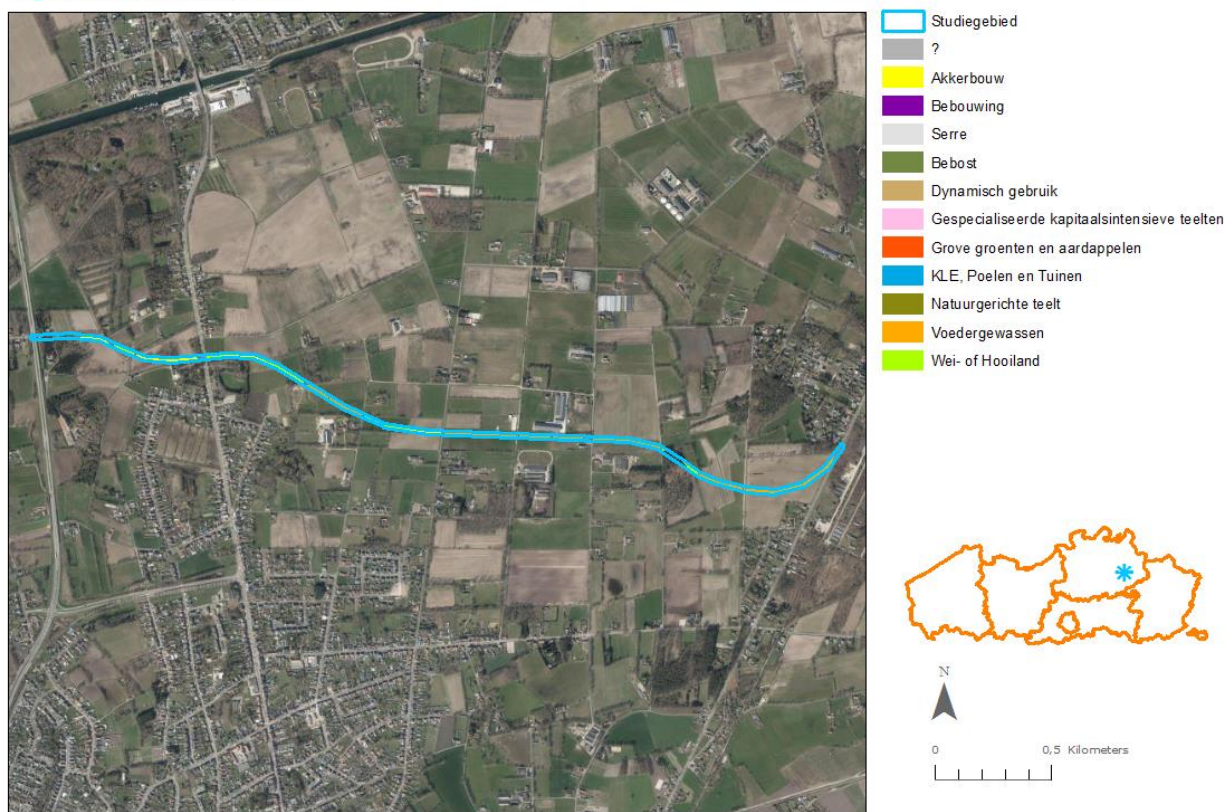 Studiegebied
?
Akkerbouw
Bebouwing
Serre
Bebost
Dynamisch gebruik
Gespecialiseerde kapitaalsintensieve teelten
Grove groenten en aardappelen
KLE, Poelen en Tuinen
Natuurgerichte teelt
Voedergewassen
Wei- of Hooiland
N
0 0,5 Kilometers